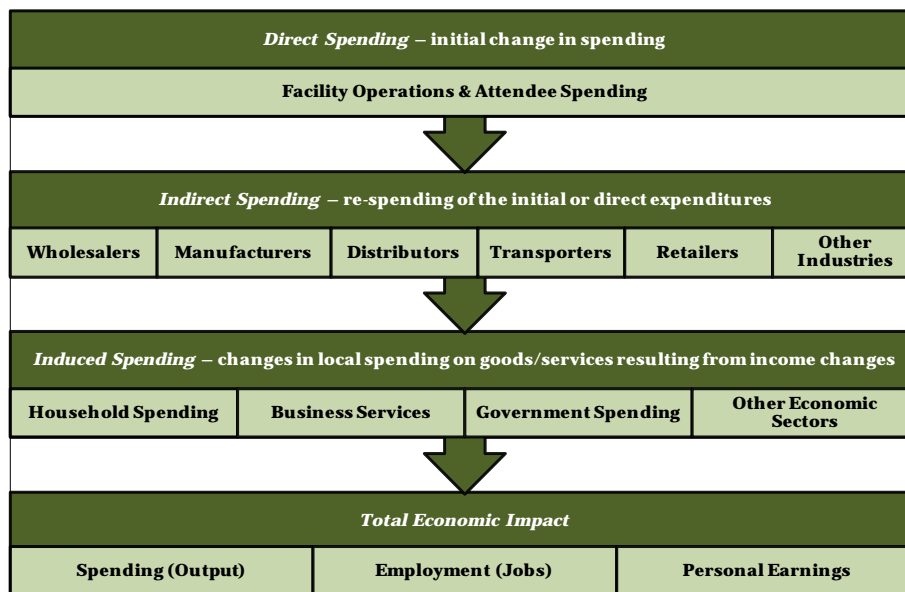 Direct Spending – initial change in spending
Facility Operations & Attendee Spending
Indirect Spending – re-spending of the initial or direct expenditures
Wholesalers
Manufacturers
Distributors
Transporters
Retailers
Other
Industries
Induced Spending – changes in local spending on goods/services resulting from income changes
Household Spending
Business Services
Government Spending
Other Economic
Sectors
Total Economic Impact
Spending (Output)
Employment (Jobs)
Personal Earnings